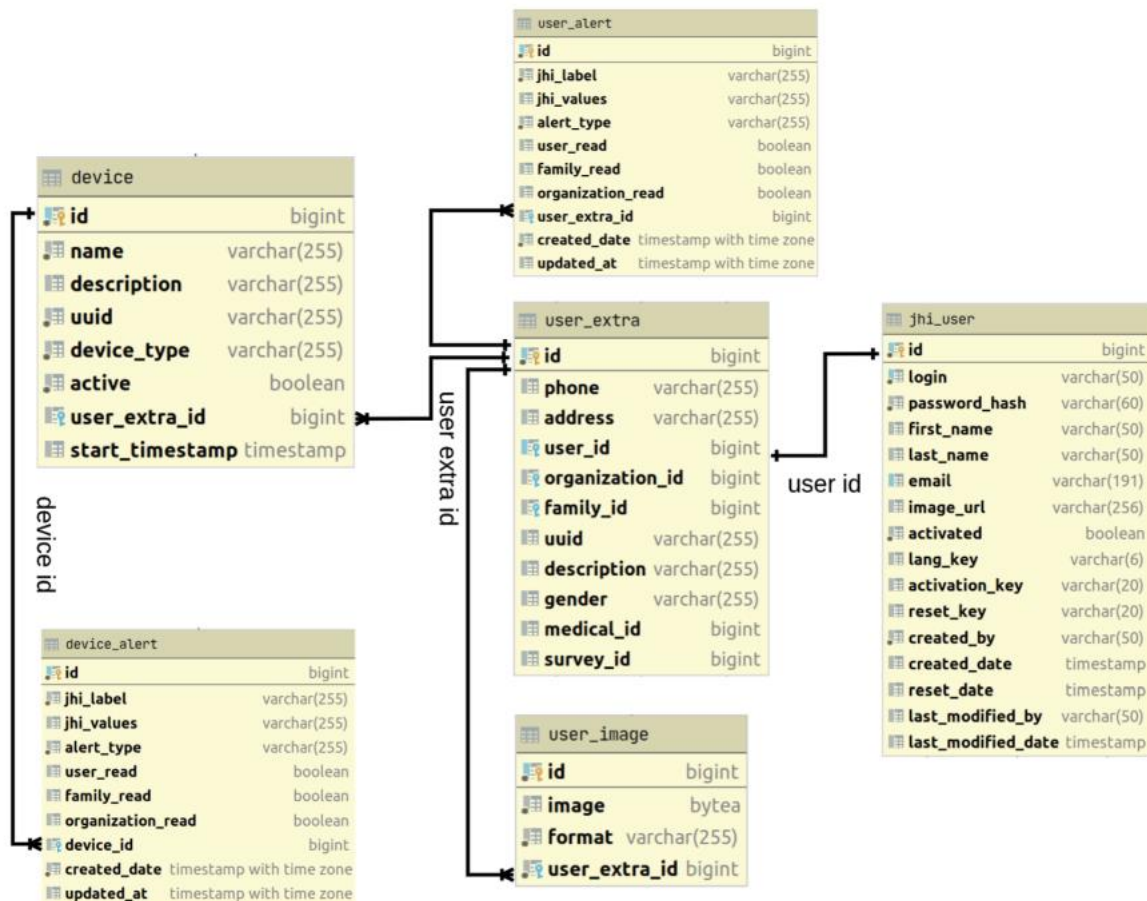 user_alert
id bigint
jhi_label varchar(255)
jhi_values varchar(255)
alert_type varchar(255)
user_read boolean
family_read boolean
organization_read boolean
user_extra_id bigint
created_date timestamp with time zone
updated_at timestamp with time zone
device
id bigint
name varchar(255)
description varchar(255)
uuid varchar(255)
device_type varchar(255)
active boolean
user_extra_id bigint
start_timestamp timestamp
user_extra
id bigint
phone varchar(255)
address varchar(255)
user_id bigint
organization_id bigint
family_id bigint
uuid varchar(255)
description varchar(255)
gender varchar(255)
medical_id bigint
survey_id bigint
jhi_user
id bigint
login varchar(50)
password_hash varchar(60)
first_name varchar(50)
last_name varchar(50)
email varchar(191)
image_url varchar(256)
activated boolean
lang_key varchar(6)
activation_key varchar(20)
reset_key varchar(20)
created_by varchar(50)
created_date timestamp
reset_date timestamp
last_modified_by varchar(50)
last_modified_date timestamp
user extra id
user id
device id
device_alert
id bigint
jhi_label varchar(255)
jhi_values varchar(255)
alert_type varchar(255)
user_read boolean
family_read boolean
organization_read boolean
device_id bigint
created_date timestamp with time zone
updated_at timestamp with time zone
user_image
id bigint
image bytea
format varchar(255)
user_extra_id bigint